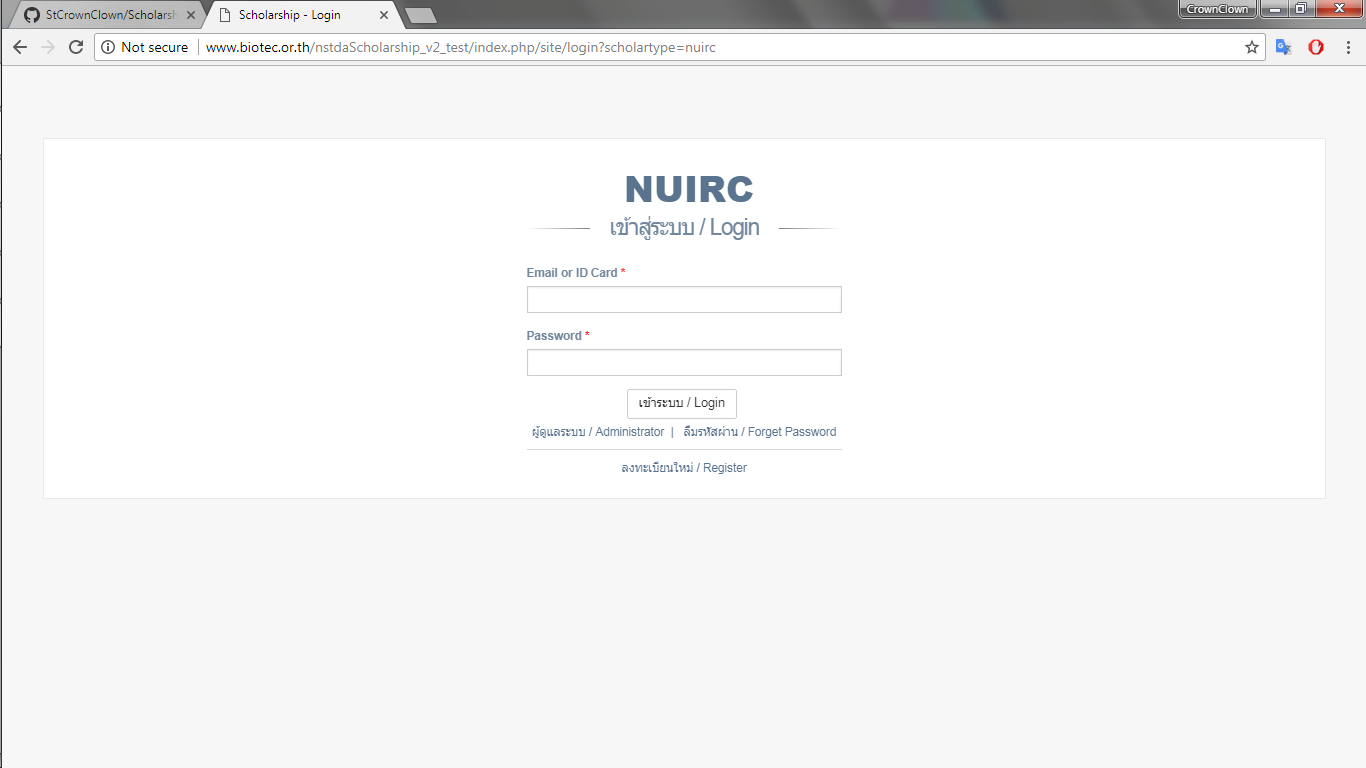 StCrownClown/Scholarsh
Scholarship - Login
CrownClown
Not secure
www.biotec.or.th/nstdaScholarship_v2_test/index.php/site/login?scholartype=nuirc
NUIRC
เข้าสู่ระบบ / Login
Email or ID Card *
Password *
เข้าระบบ / Login
ผู้ดูแลระบบ / Administrator | ลืมรหัสผ่าน / Forget Password
ลงทะเบียนใหม่ / Register